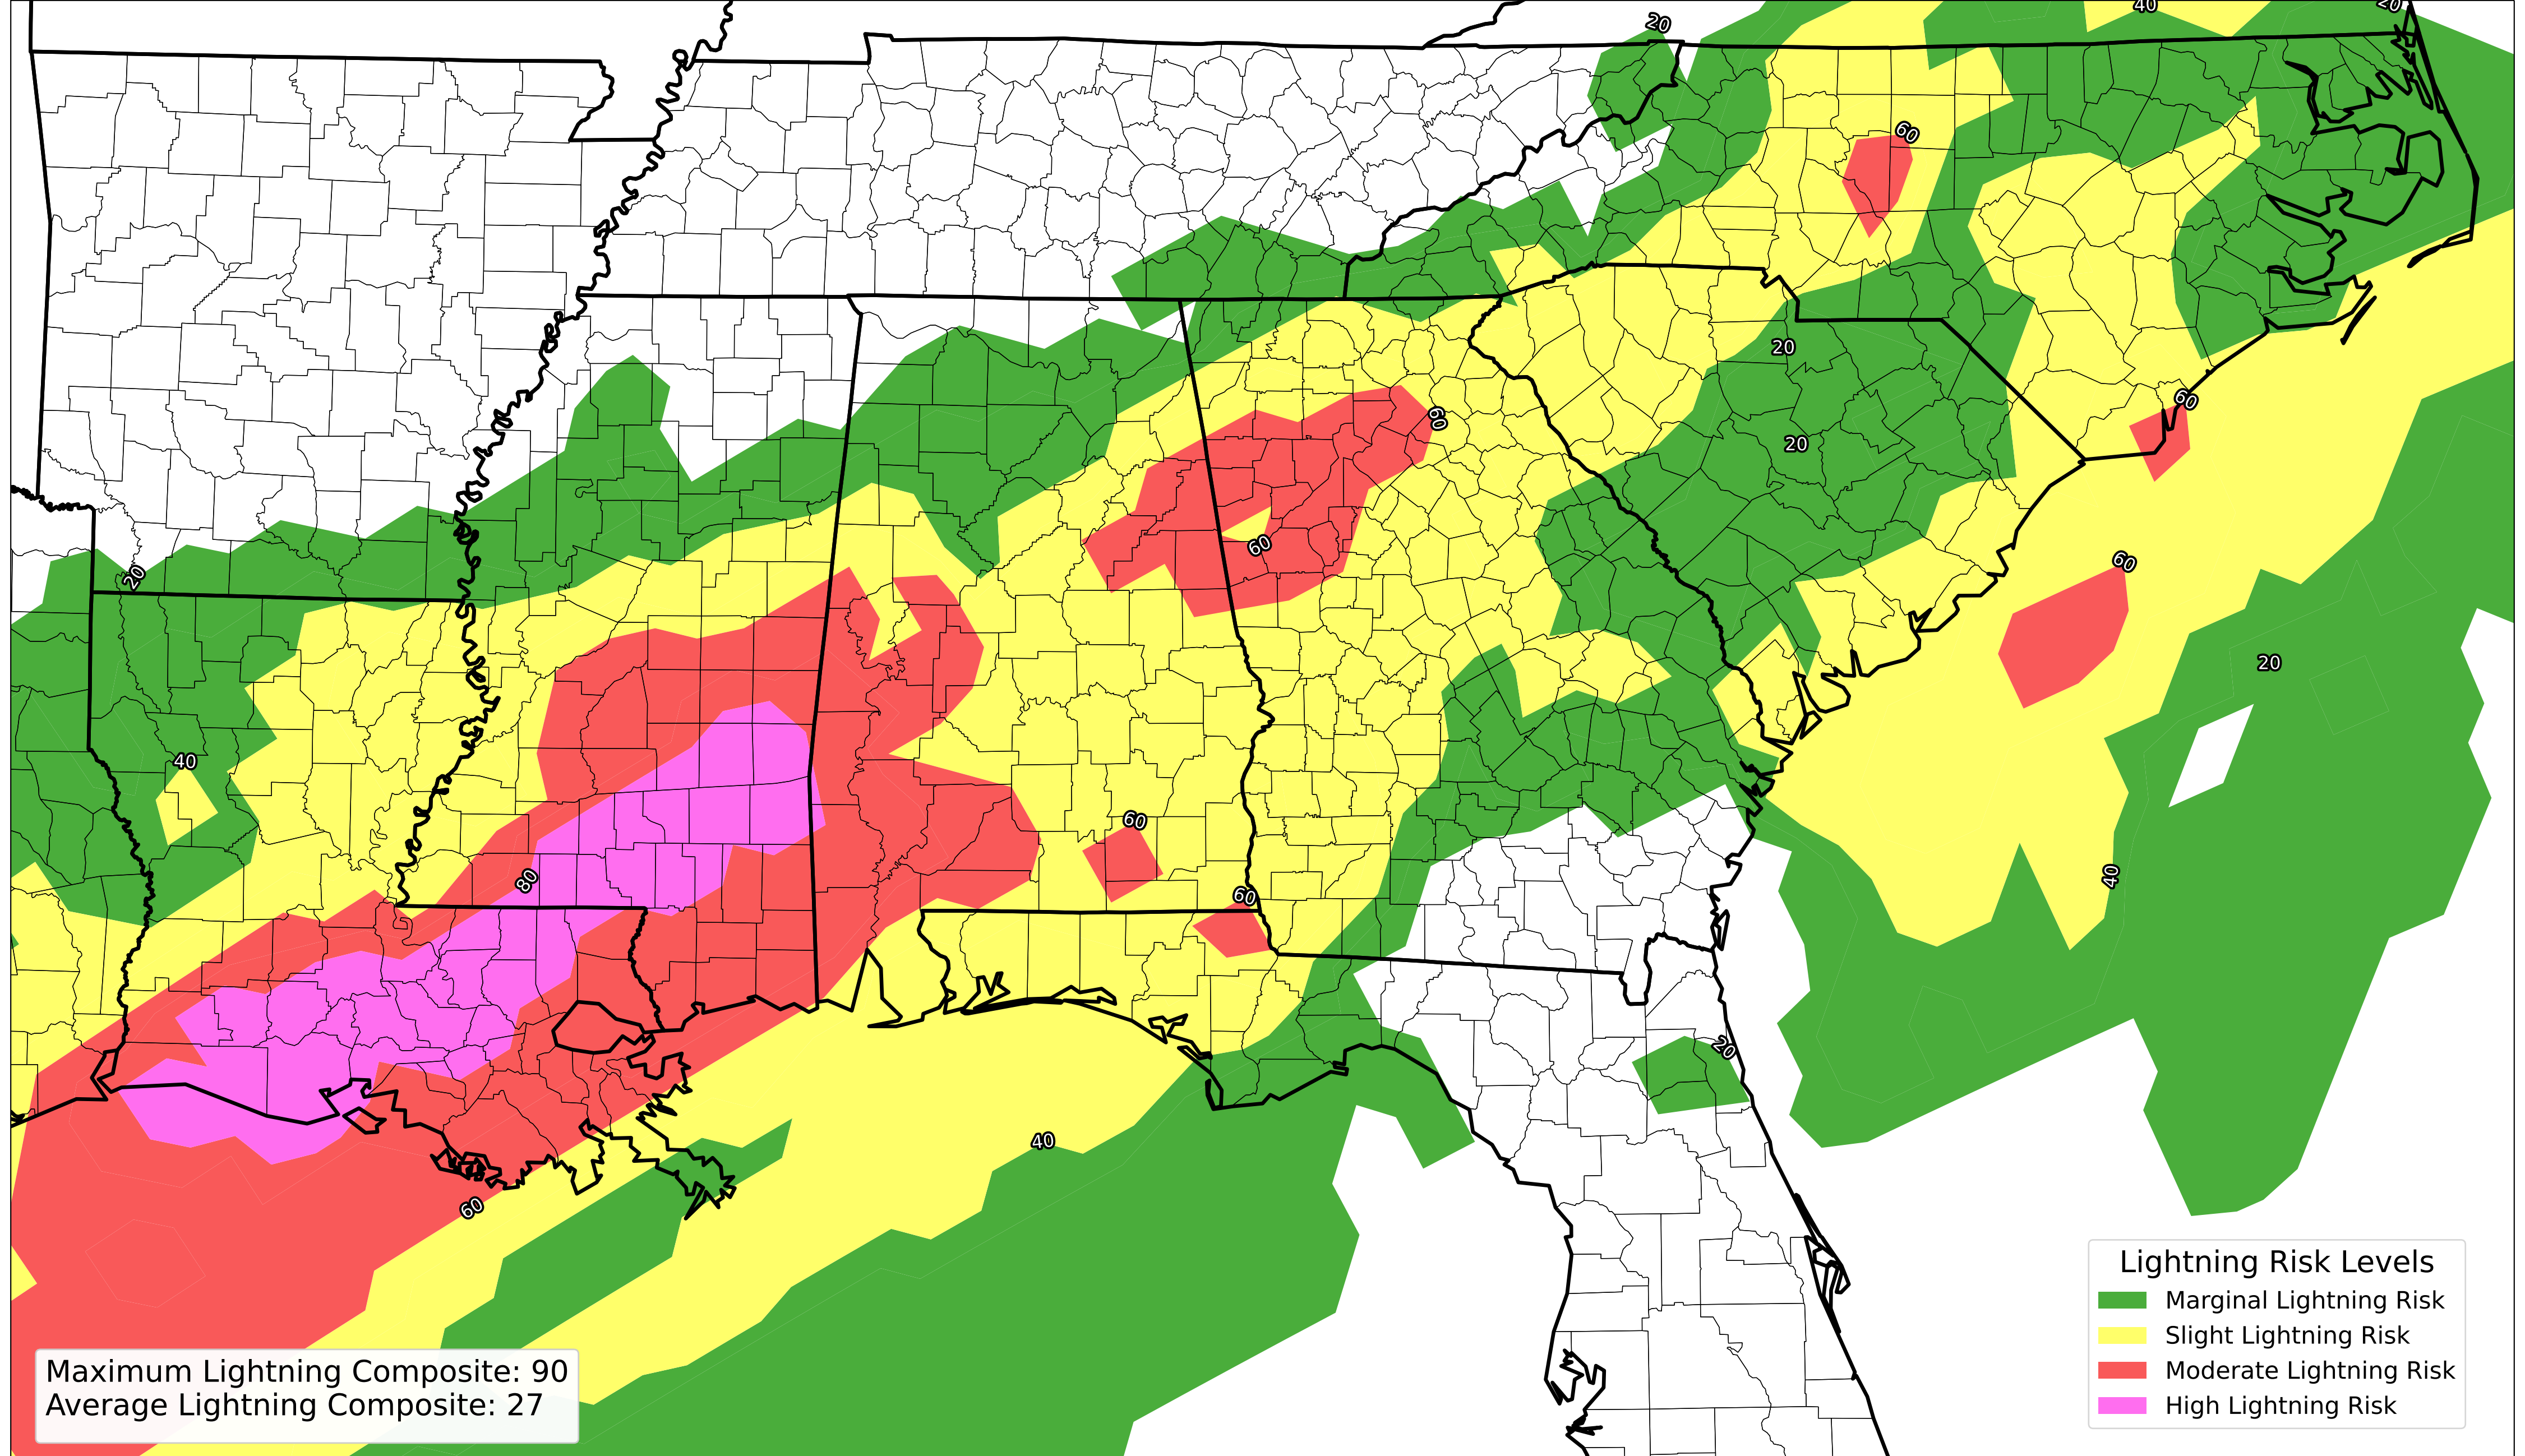 20
40
20
60
20
60
60
20
60
60
20
20
40
60
80
40
60
20
40
60
Lightning Risk Levels
Marginal Lightning Risk
Slight Lightning Risk
Moderate Lightning Risk
High Lightning Risk
Maximum Lightning Composite: 90
Average Lightning Composite: 27